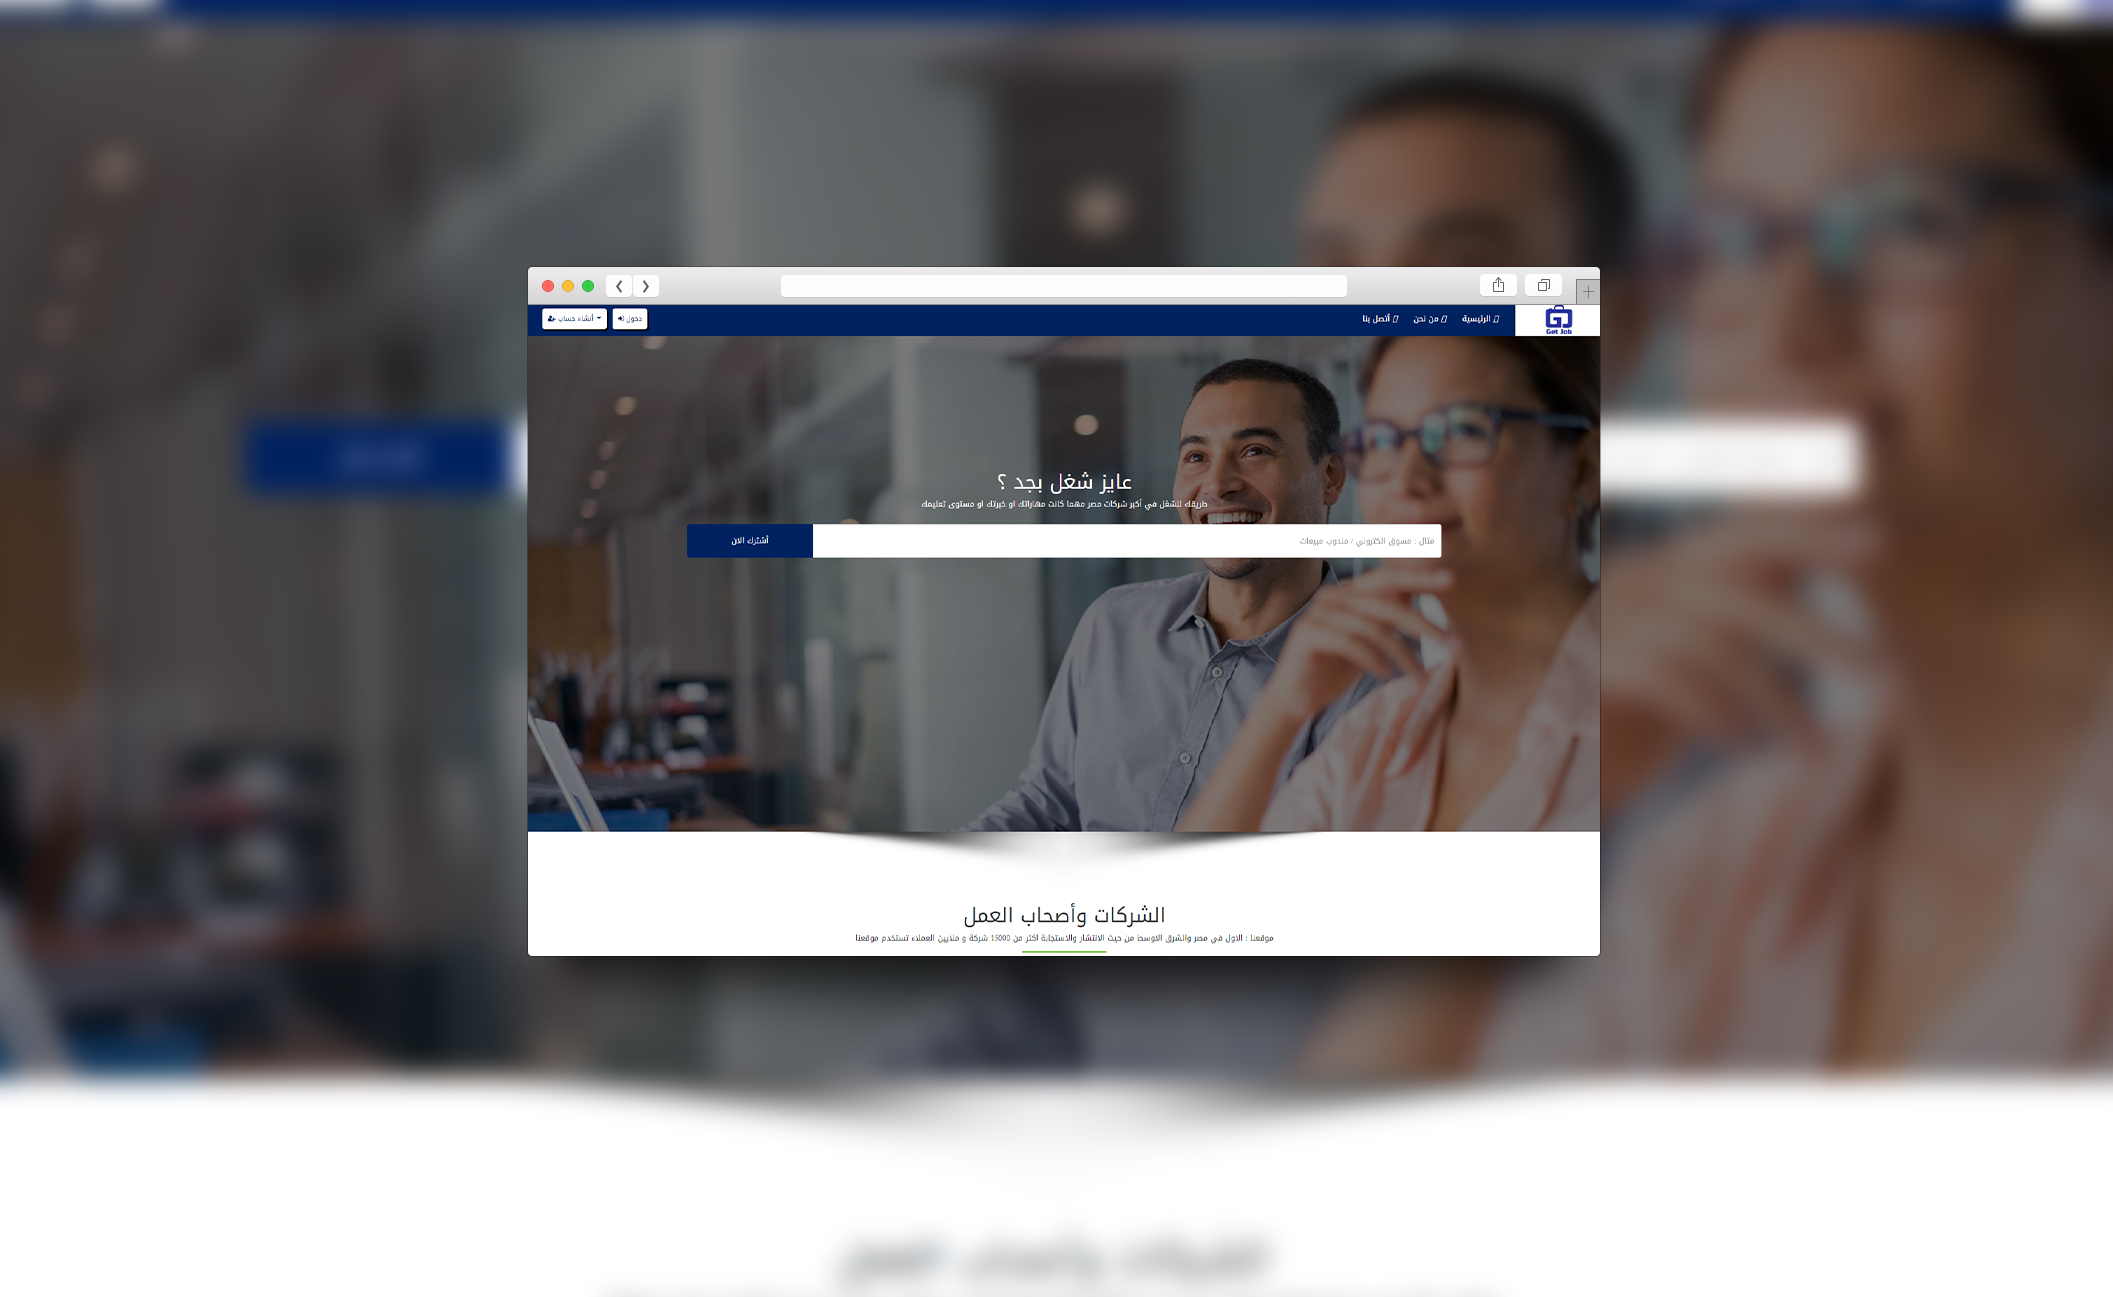 Get Job
الرئيسية
من نحن
أتصل بنا
دخول
أنشاء حساب
عايز شغل بجد ؟
طريقك للشغل في أكبر شركات مصر مهما كانت مهاراتك او خبرتك او مستوى تعليمك
مثال : مسوق الكتروني / مندوب مبيعات
أشترك الان
الشركات وأصحاب العمل
موقعنا : الاول في مصر والشرق الاوسط من حيث الانتشار والاستجابة اكثر من 15000 شركة و ملايين العملاء تستخدم موقعنا